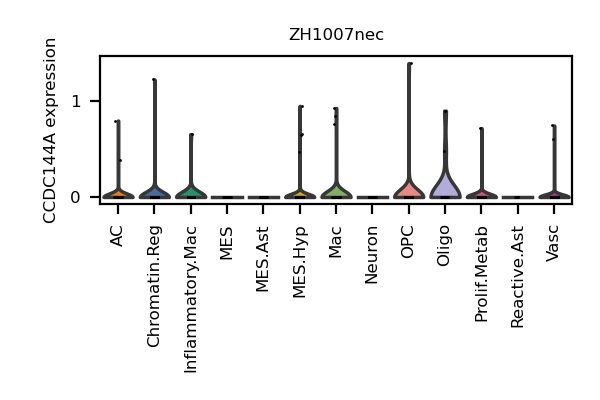 ZH1007nec
CCDC144A expression
1
0
AC
Chromatin.Reg
Inflammatory.Mac
MES
MES.Ast
MES.Hyp
Mac
Neuron
OPC
Oligo
Prolif.Metab
Reactive.Ast
Vasc